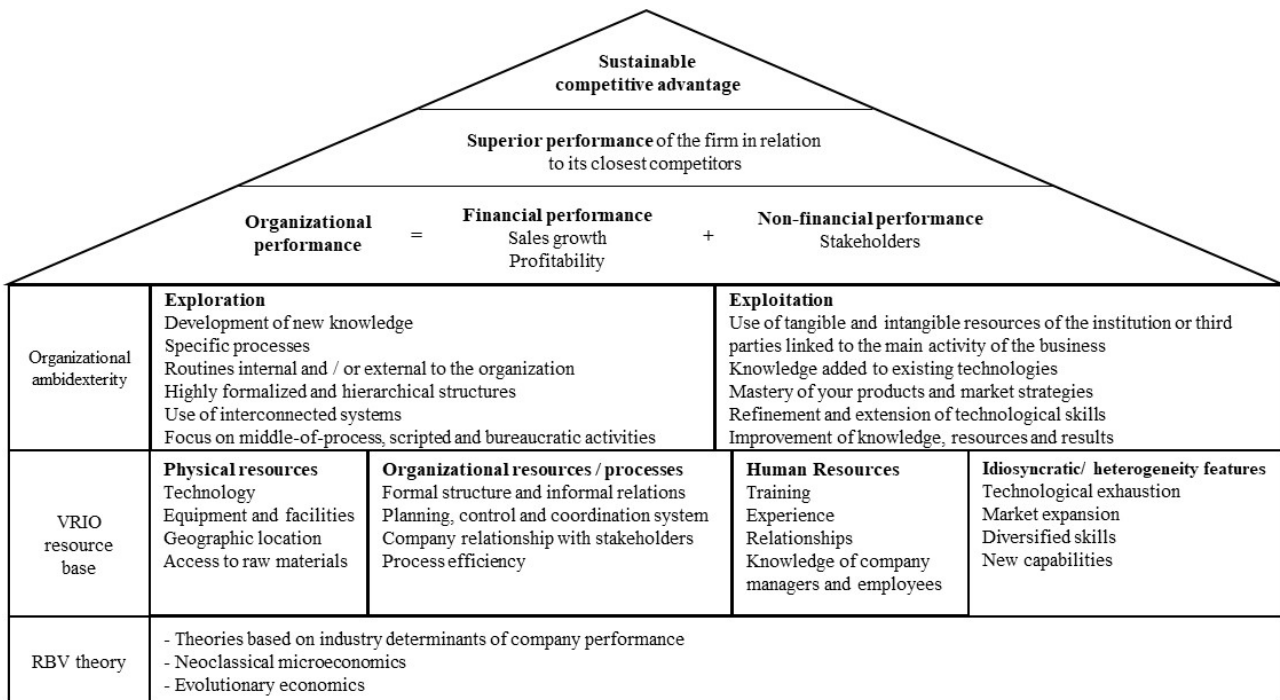 Sustainable
competitive advantage
Superior performance of the firm in relation
to its closest competitors
Organizational
performance
=
Financial performance
Sales growth
Profitability
+
Non-financial performance
Stakeholders
Organizational
ambidexterity
Exploration
Development of new knowledge
Specific processes
Routines internal and / or external to the organization
Highly formalized and hierarchical structures
Use of interconnected systems
Focus on middle-of-process, scripted and bureaucratic activities
Exploitation
Use of tangible and intangible resources of the institution or third
parties linked to the main activity of the business
Knowledge added to existing technologies
Mastery of your products and market strategies
Refinement and extension of technological skills
Improvement of knowledge, resources and results
VRIO
resource
base
Physical resources
Technology
Equipment and facilities
Geographic location
Access to raw materials
Organizational resources / processes
Formal structure and informal relations
Planning, control and coordination system
Company relationship with stakeholders
Process efficiency
Human Resources
Training
Experience
Relationships
Knowledge of company
managers and employees
Idiosyncratic/ heterogeneity features
Technological exhaustion
Market expansion
Diversified skills
New capabilities
RBV theory
- Theories based on industry determinants of company performance
- Neoclassical microeconomics
- Evolutionary economics